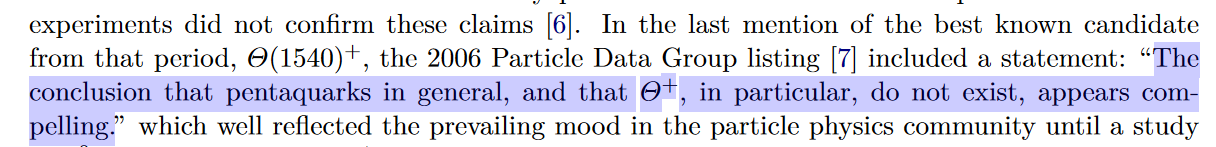 experiments did not confirm these claims [6]. In the last mention of the best known candidate
from that period, Θ(1540)⁺, the 2006 Particle Data Group listing [7] included a statement: “The
conclusion that pentaquarks in general, and that Θ⁺, in particular, do not exist, appears com-
pelling.” which well reflected the prevailing mood in the particle physics community until a study